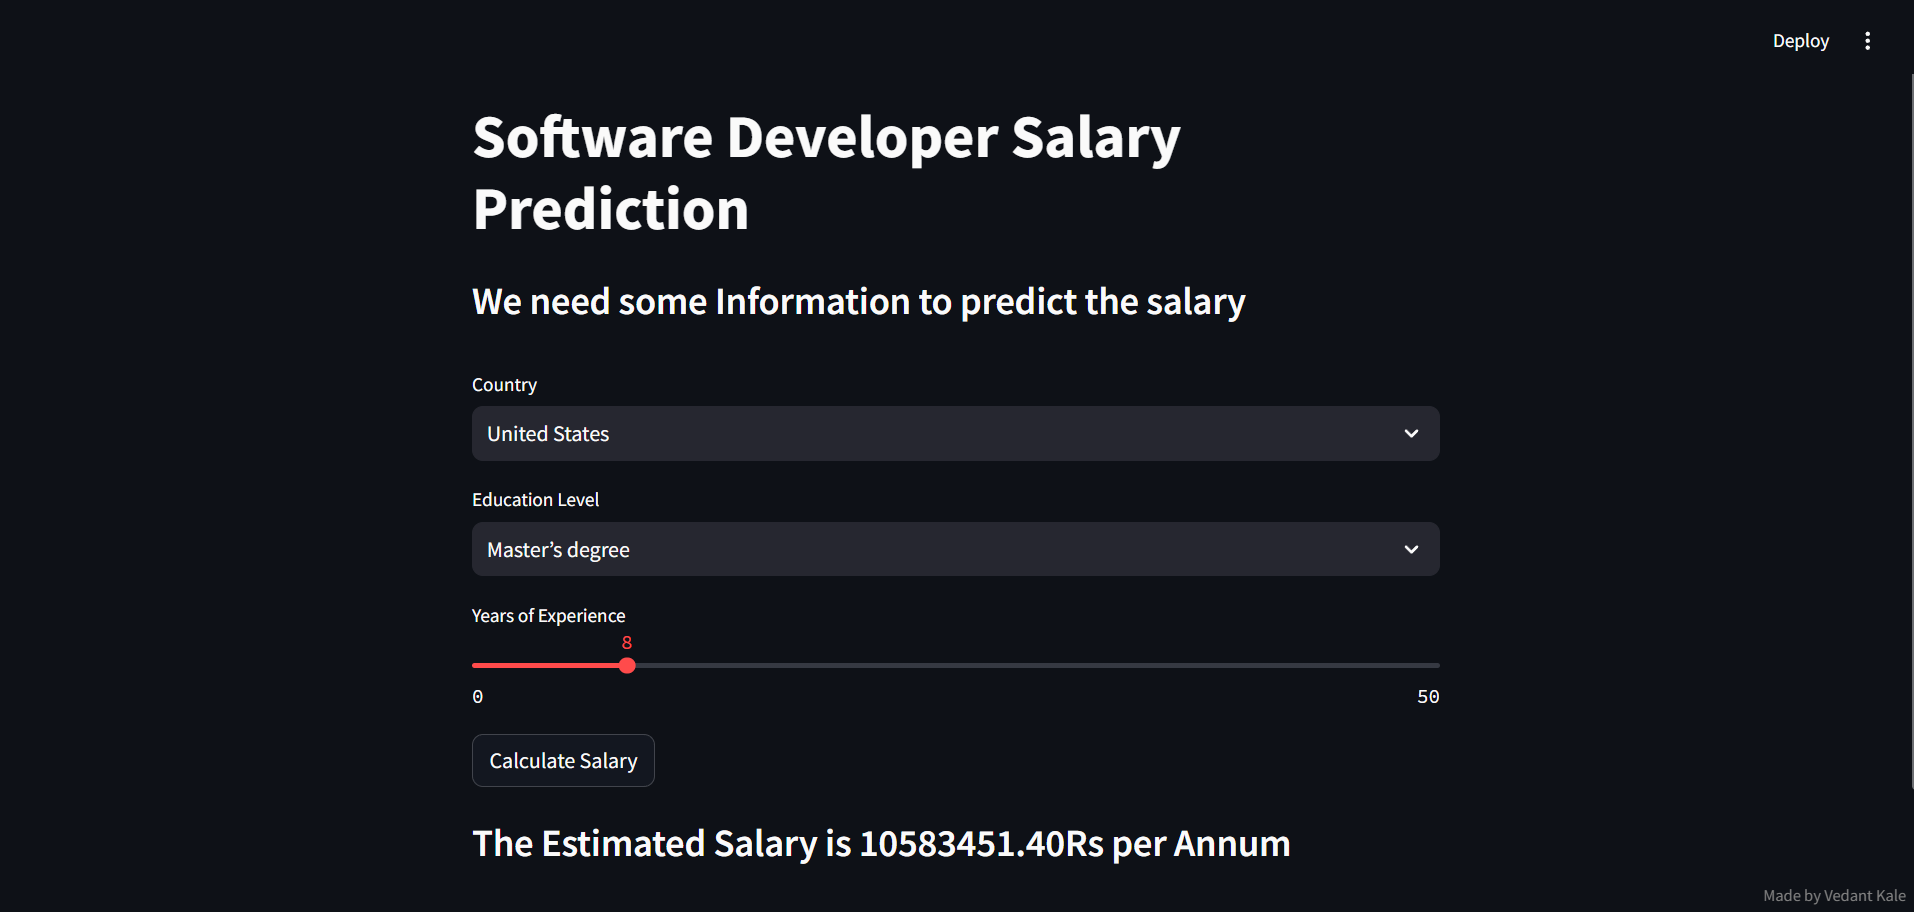 Deploy
Software Developer Salary
Prediction
We need some Information to predict the salary
Country
United States
Education Level
Master’s degree
Years of Experience
8
0 50
Calculate Salary
The Estimated Salary is 10583451.40Rs per Annum
Made by Vedant Kale